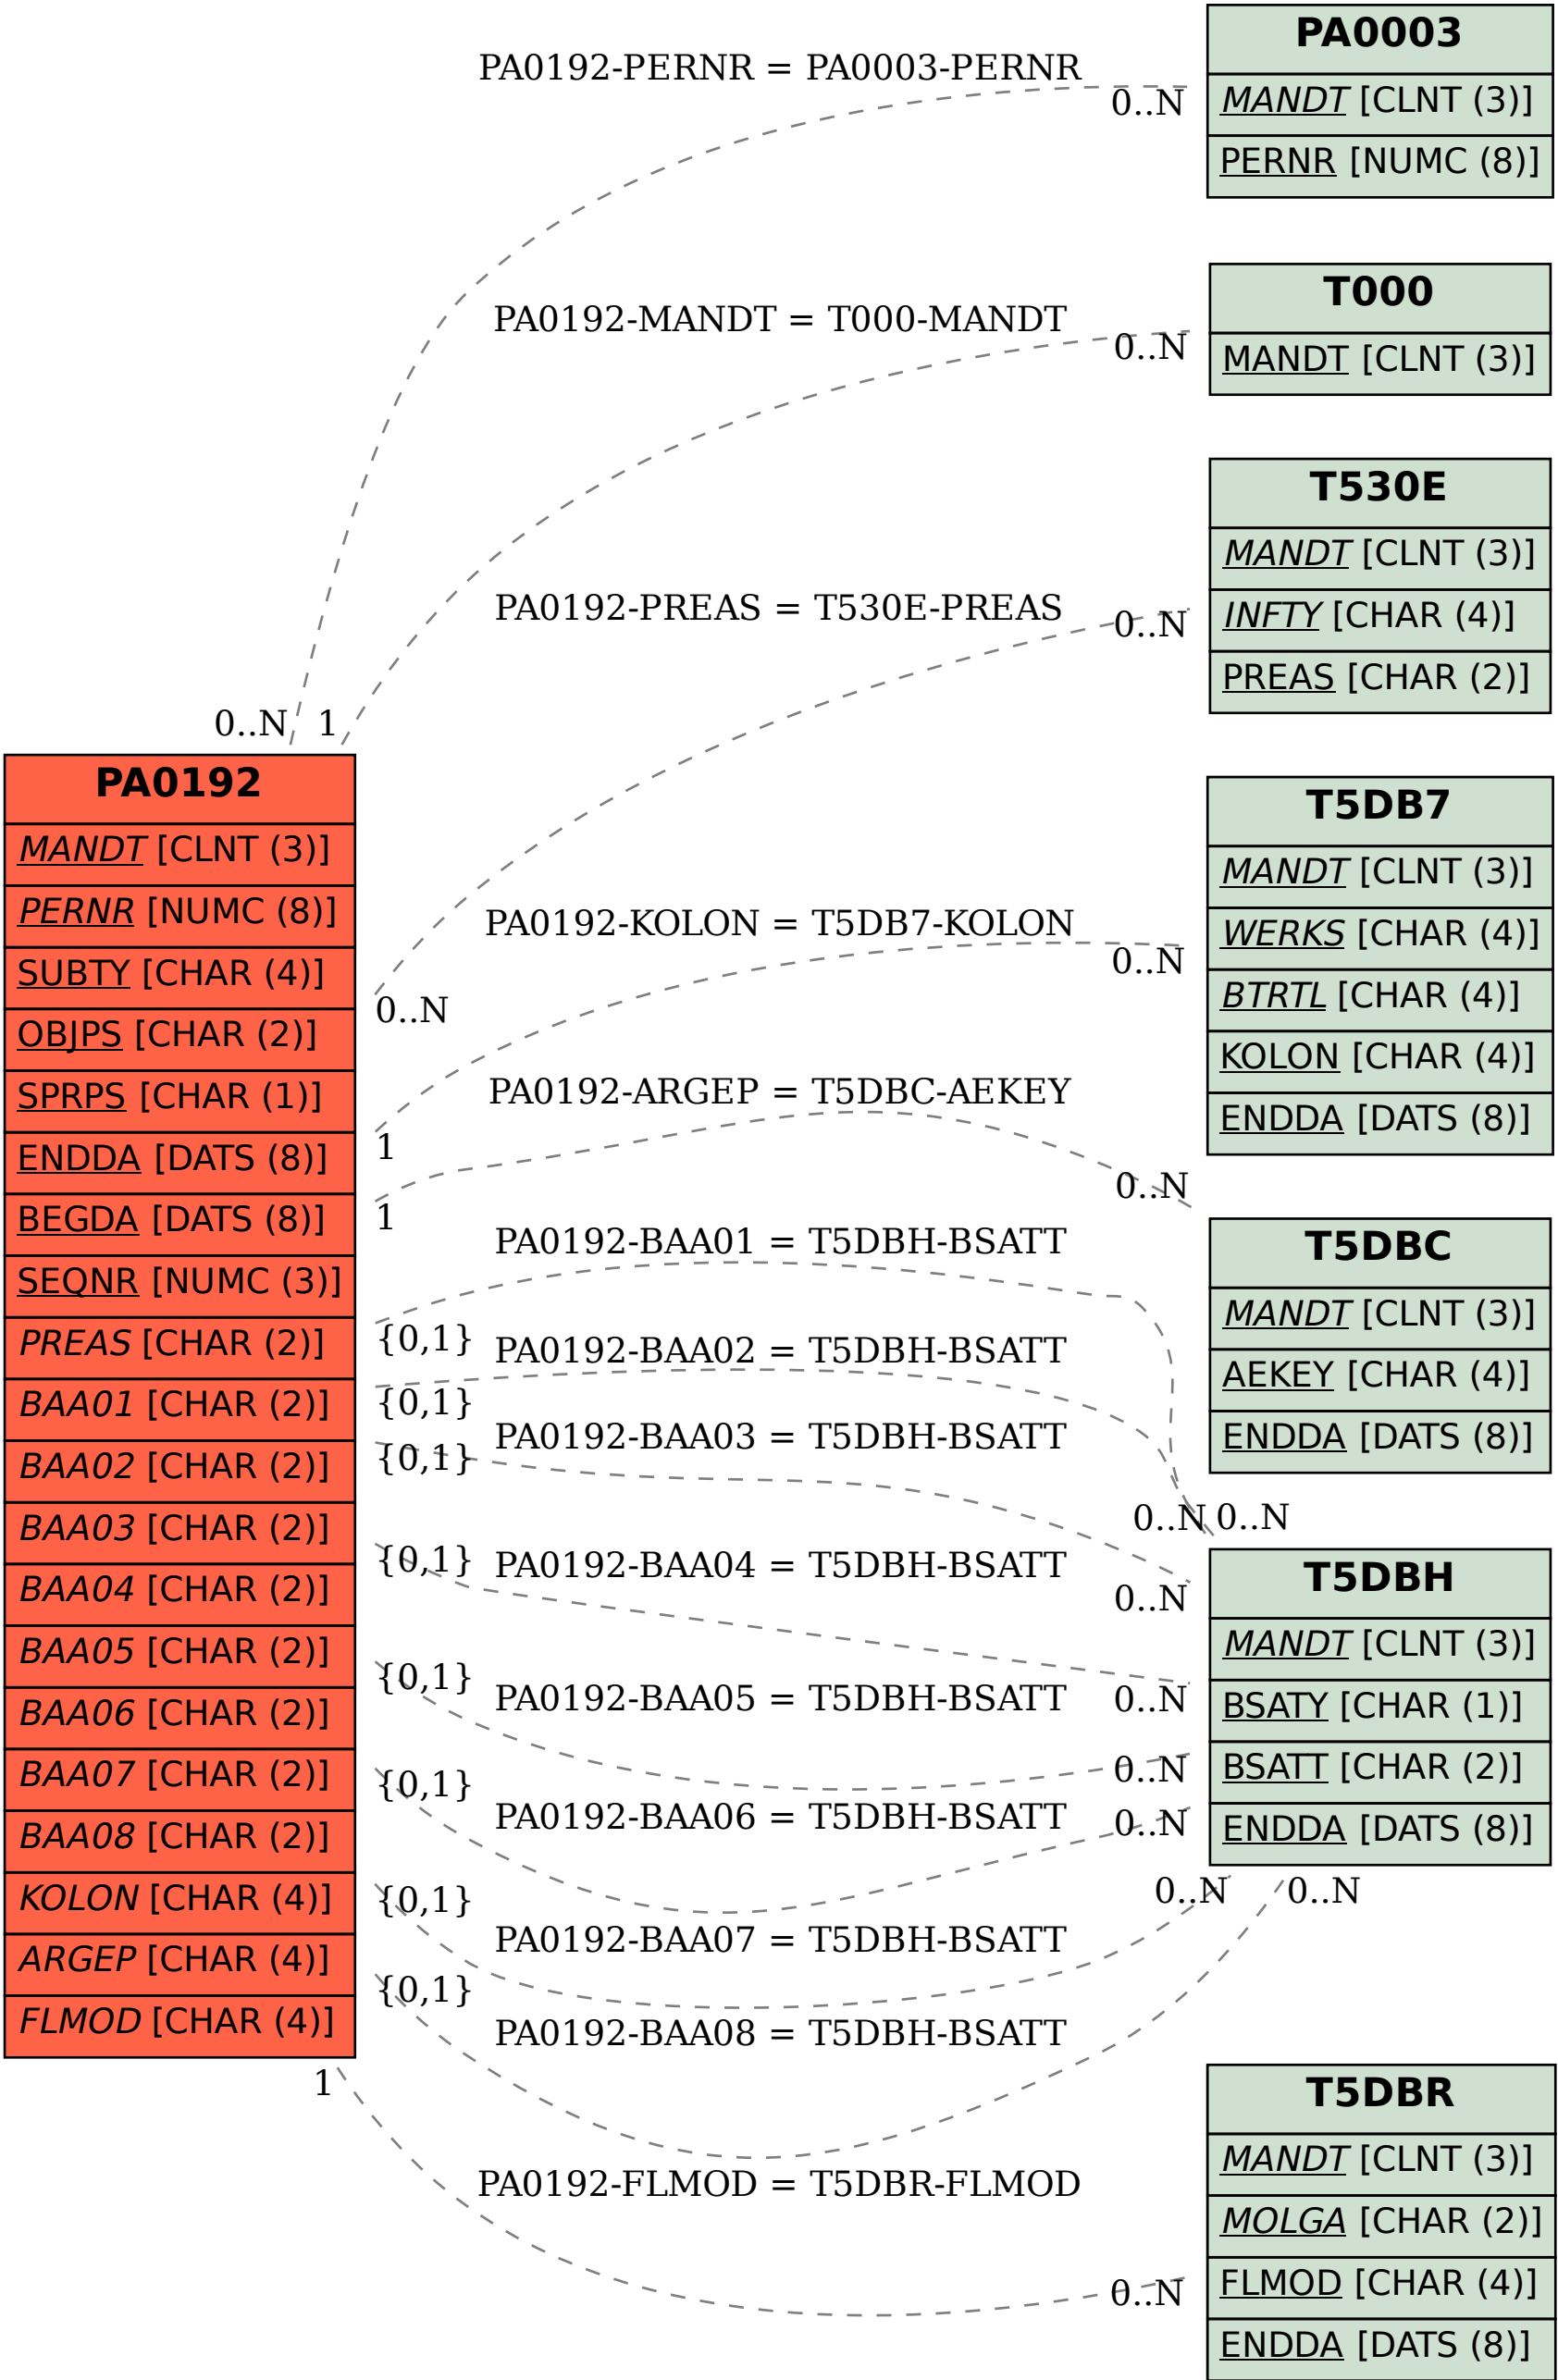 PA0003
MANDT [CLNT (3)]
PERNR [NUMC (8)]
PA0192-PERNR = PA0003-PERNR
0..N
T000
MANDT [CLNT (3)]
PA0192-MANDT = T000-MANDT
0..N
T530E
MANDT [CLNT (3)]
INFTY [CHAR (4)]
PREAS [CHAR (2)]
PA0192-PREAS = T530E-PREAS
0..N
0..N 1
PA0192
MANDT [CLNT (3)]
PERNR [NUMC (8)]
SUBTY [CHAR (4)]
OBJPS [CHAR (2)]
SPRPS [CHAR (1)]
ENDDA [DATS (8)]
BEGDA [DATS (8)]
SEQNR [NUMC (3)]
PREAS [CHAR (2)]
BAA01 [CHAR (2)]
BAA02 [CHAR (2)]
BAA03 [CHAR (2)]
BAA04 [CHAR (2)]
BAA05 [CHAR (2)]
BAA06 [CHAR (2)]
BAA07 [CHAR (2)]
BAA08 [CHAR (2)]
KOLON [CHAR (4)]
ARGEP [CHAR (4)]
FLMOD [CHAR (4)]
T5DB7
MANDT [CLNT (3)]
WERKS [CHAR (4)]
BTRTL [CHAR (4)]
KOLON [CHAR (4)]
ENDDA [DATS (8)]
PA0192-KOLON = T5DB7-KOLON
0..N
0..N
1
PA0192-ARGEP = T5DBC-AEKEY
0..N
1
T5DBC
MANDT [CLNT (3)]
AEKEY [CHAR (4)]
ENDDA [DATS (8)]
PA0192-BAA01 = T5DBH-BSATT
{0,1}
PA0192-BAA02 = T5DBH-BSATT
{0,1}
PA0192-BAA03 = T5DBH-BSATT
{0,1}
0..N 0..N
T5DBH
MANDT [CLNT (3)]
BSATY [CHAR (1)]
BSATT [CHAR (2)]
ENDDA [DATS (8)]
{0,1}
PA0192-BAA04 = T5DBH-BSATT
0..N
{0,1}
PA0192-BAA05 = T5DBH-BSATT
0..N
0..N
{0,1}
PA0192-BAA06 = T5DBH-BSATT
0..N
{0,1}
0..N 0..N
PA0192-BAA07 = T5DBH-BSATT
{0,1}
PA0192-BAA08 = T5DBH-BSATT
1
T5DBR
MANDT [CLNT (3)]
MOLGA [CHAR (2)]
FLMOD [CHAR (4)]
ENDDA [DATS (8)]
PA0192-FLMOD = T5DBR-FLMOD
0..N